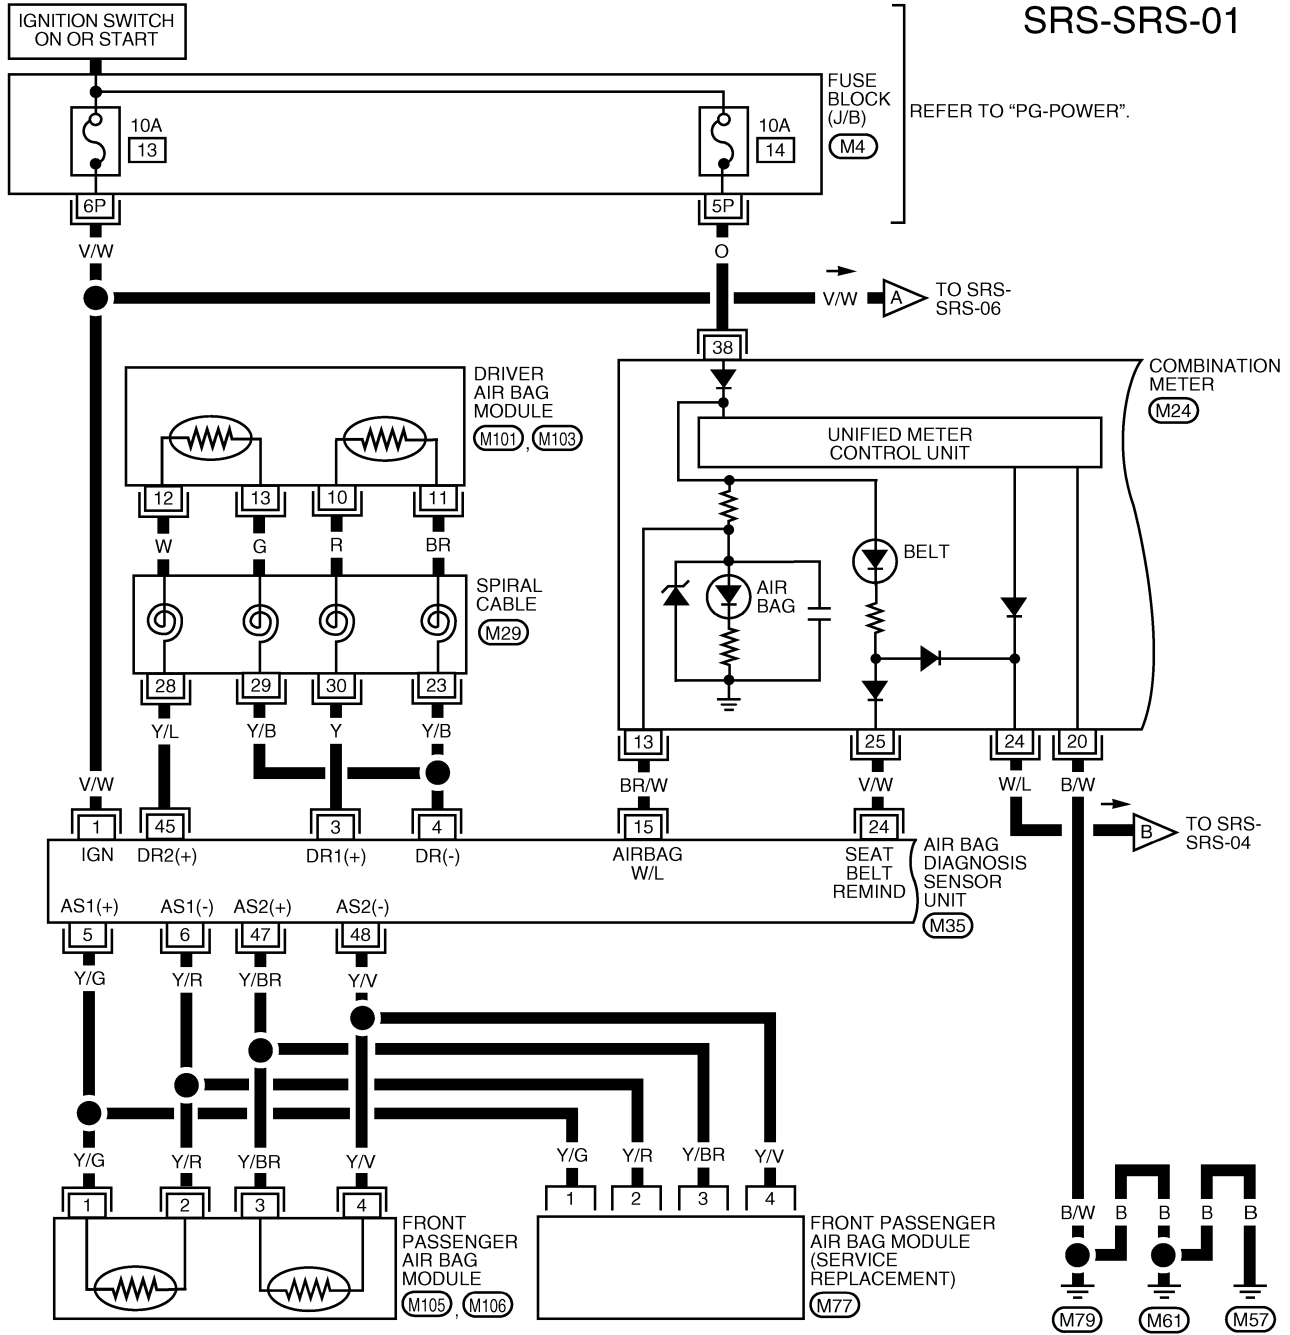 SRS-SRS-01
IGNITION SWITCH
ON OR START
FUSE
BLOCK
(J/B)
M4
REFER TO “PG-POWER”.
10A
13
10A
14
6P
5P
V/W
O
V/W
A
TO SRS-
SRS-06
38
COMBINATION
METER
M24
DRIVER
AIR BAG
MODULE
M101 , M103
UNIFIED METER
CONTROL UNIT
12
13
10
11
W
G
R
BR
BELT
AIR
BAG
SPIRAL
CABLE
M29
28
29
30
23
Y/L
Y/B
Y
Y/B
13
25
24
20
V/W
BR/W
V/W
W/L
B/W
1
45
3
4
15
24
B
TO SRS-
SRS-04
IGN
DR2(+)
DR1(+)
DR(-)
AIRBAG
W/L
SEAT
BELT
REMIND
AIR BAG
DIAGNOSIS
SENSOR
UNIT
M35
AS1(+)
AS1(-)
AS2(+)
AS2(-)
5
6
47
48
Y/G
Y/R
Y/BR
Y/V
Y/G
Y/R
Y/BR
Y/V
Y/G
Y/R
Y/BR
Y/V
1
2
3
4
1
2
3
4
B/W
B
B
B
B
FRONT
PASSENGER
AIR BAG
MODULE
M105 , M106
FRONT PASSENGER
AIR BAG MODULE
(SERVICE
REPLACEMENT)
M77
M79
M61
M57